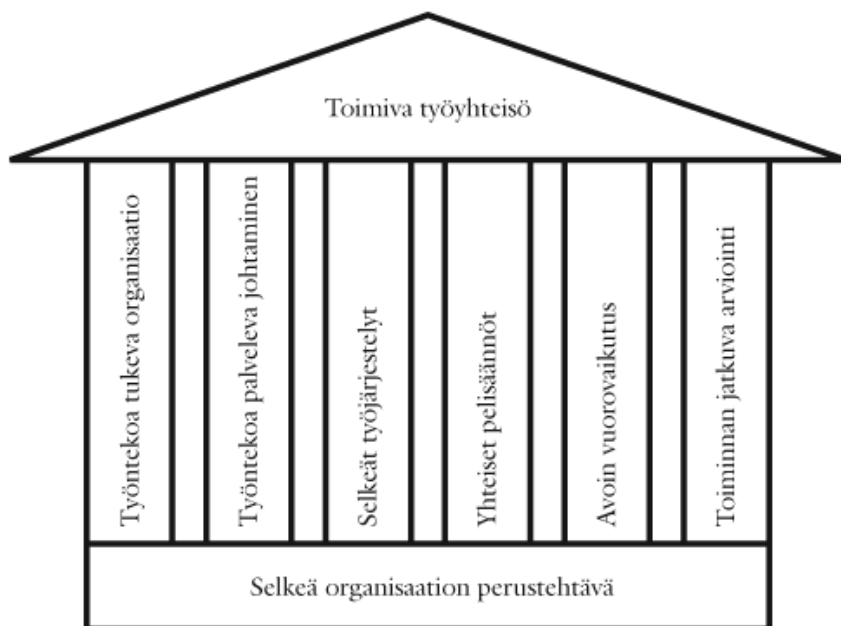 Toimiva työyhteisö
Työntekoa tukeva organisaatio
Työntekoa palveleva johtaminen
Selkeät työjärjestelyt
Yhteiset pelisäännöt
Avoin vuorovaikutus
Toiminnan jatkuva arviointi
Selkeä organisaation perustehtävä